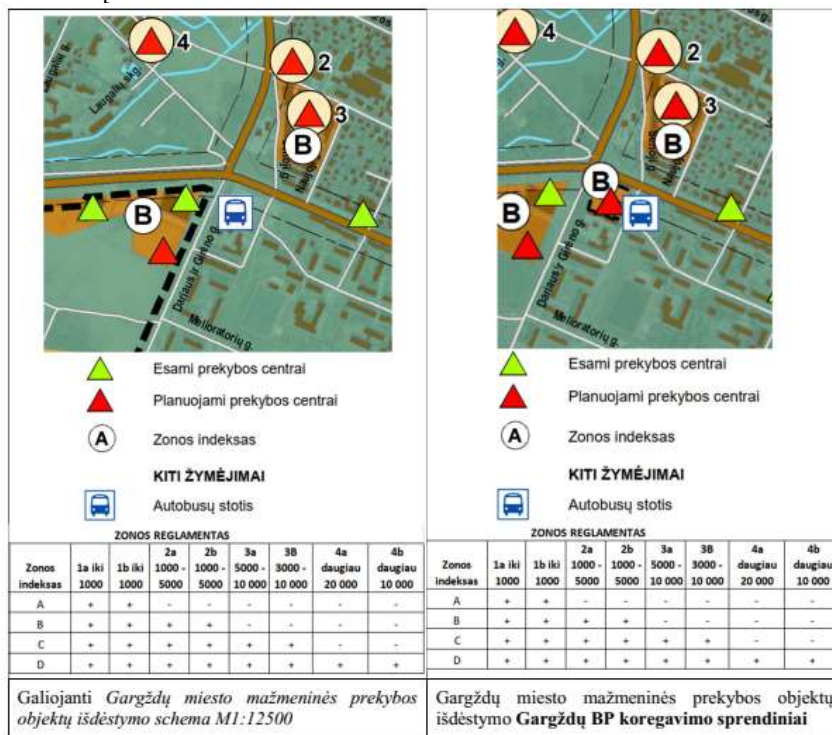 4
2
3
B
B
Laugalių skg.
Danaus ir Girėno g.
Melioratorių g.
Esami prekybos centrai
Planuojami prekybos centrai
A Zonos indeksas
KITI ŽYMĖJIMAI
Autobusų stotis
ZONOS REGLAMENTAS
Zonos indeksas 1a iki 1000 1b iki 1000 2a 1000 - 5000 2b 1000 - 5000 3a 5000 - 10 000 3B 3000 - 10 000 4a daugiau 20 000 4b daugiau 10 000
A + + - - - - - -
B + + + + - - - -
C + + + + + + - -
D + + + + + + + +
Galiojanti Gargždų miesto mažmeninės prekybos
objektų išdėstymo schema M1:12500
4
2
3
B
B
B
Danaus ir Girėno g.
Melioratorių g.
Esami prekybos centrai
Planuojami prekybos centrai
A Zonos indeksas
KITI ŽYMĖJIMAI
Autobusų stotis
ZONOS REGLAMENTAS
Zonos indeksas 1a iki 1000 1b iki 1000 2a 1000 - 5000 2b 1000 - 5000 3a 5000 - 10 000 3B 3000 - 10 000 4a daugiau 20 000 4b daugiau 10 000
A + + - - - - - -
B + + + + - - - -
C + + + + + + - -
D + + + + + + + +
Gargždų miesto mažmeninės prekybos objektų
išdėstymo Gargždų BP koregavimo sprendiniai